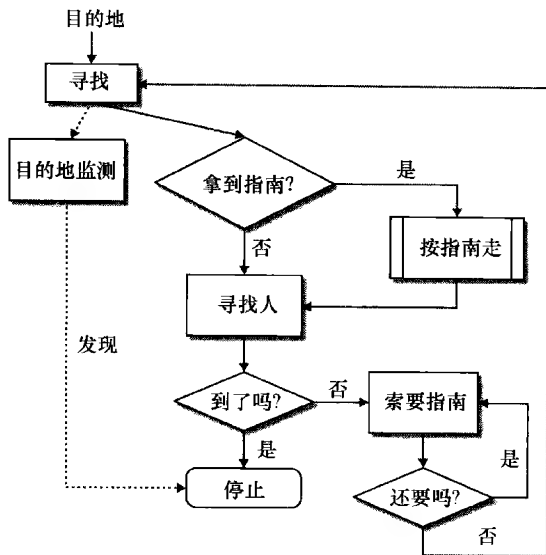 目的地
寻找
目的地监测
拿到指南?
是
按指南走
否
寻找人
发现
到了吗?
否
索要指南
是
是
停止
还要吗?
否